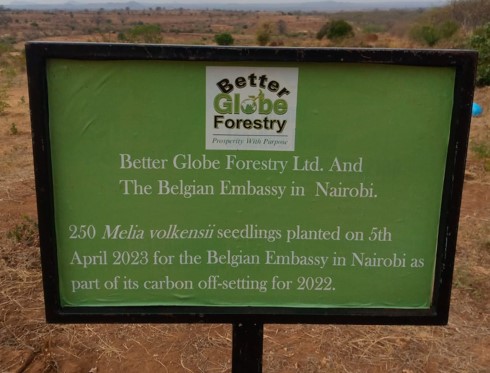 Better
Globe
Forestry
Prosperity With Purpose
Better Globe Forestry Ltd. And
The Belgian Embassy in Nairobi.
250 Melia volkensii seedlings planted on 5th
April 2023 for the Belgian Embassy in Nairobi as
part of its carbon off-setting for 2022.